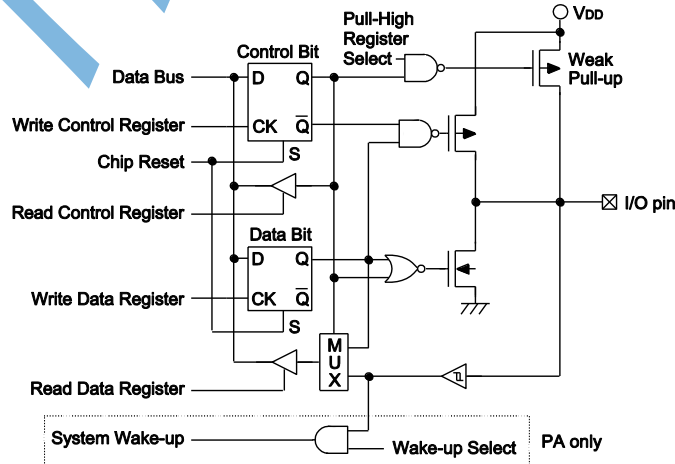 VDD
Pull-High
Register
Select
Control Bit
Weak
Pull-up
Data Bus
D
Q
Write Control Register
CK
Q
S
Chip Reset
I/O pin
Read Control Register
Data Bit
D
Q
Write Data Register
CK
Q
S
M
U
X
Read Data Register
System Wake-up
Wake-up Select
PA only